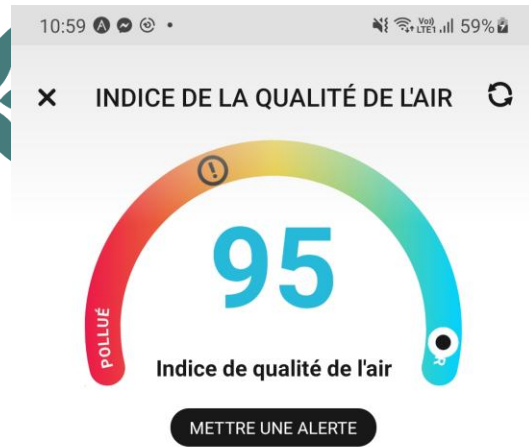 10:59 59%
INDICE DE LA QUALITÉ DE L'AIR
95
POLLUÉ
Indice de qualité de l'air
METTRE UNE ALERTE